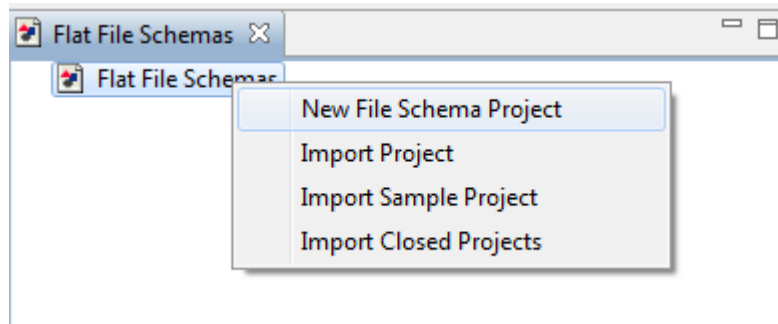 Flat File Schemas
Flat File Schemas
New File Schema Project
Import Project
Import Sample Project
Import Closed Projects